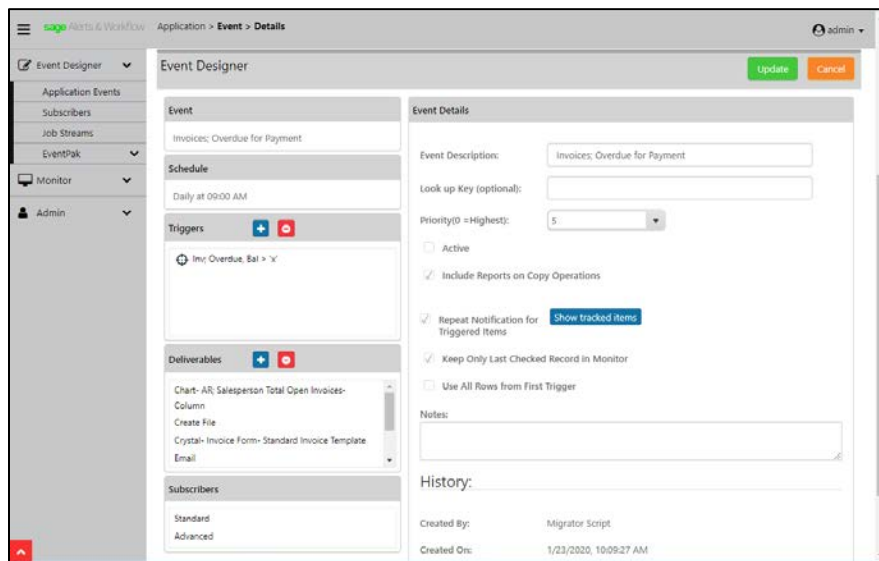 sage Alerts & Workflow
Application > Event > Details
admin
Event Designer
Application Events
Subscribers
Job Streams
EventPak
Monitor
Admin
Event Designer
Update
Cancel
Event
Invoices; Overdue for Payment
Schedule
Daily at 09:00 AM
Triggers
Inv; Overdue, Bal > 'x'
Deliverables
Chart- AR; Salesperson Total Open Invoices-
Column
Create File
Crystal- Invoice Form- Standard Invoice Template
Email
Subscribers
Standard
Advanced
Event Details
Event Description:
Invoices; Overdue for Payment
Look up Key (optional):
Priority(0 =Highest):
5
Active
Include Reports on Copy Operations
Repeat Notification for
Triggered Items
Show tracked items
Keep Only Last Checked Record in Monitor
Use All Rows from First Trigger
Notes:
History:
Created By:
Migrator Script
Created On:
1/23/2020, 10:09:27 AM